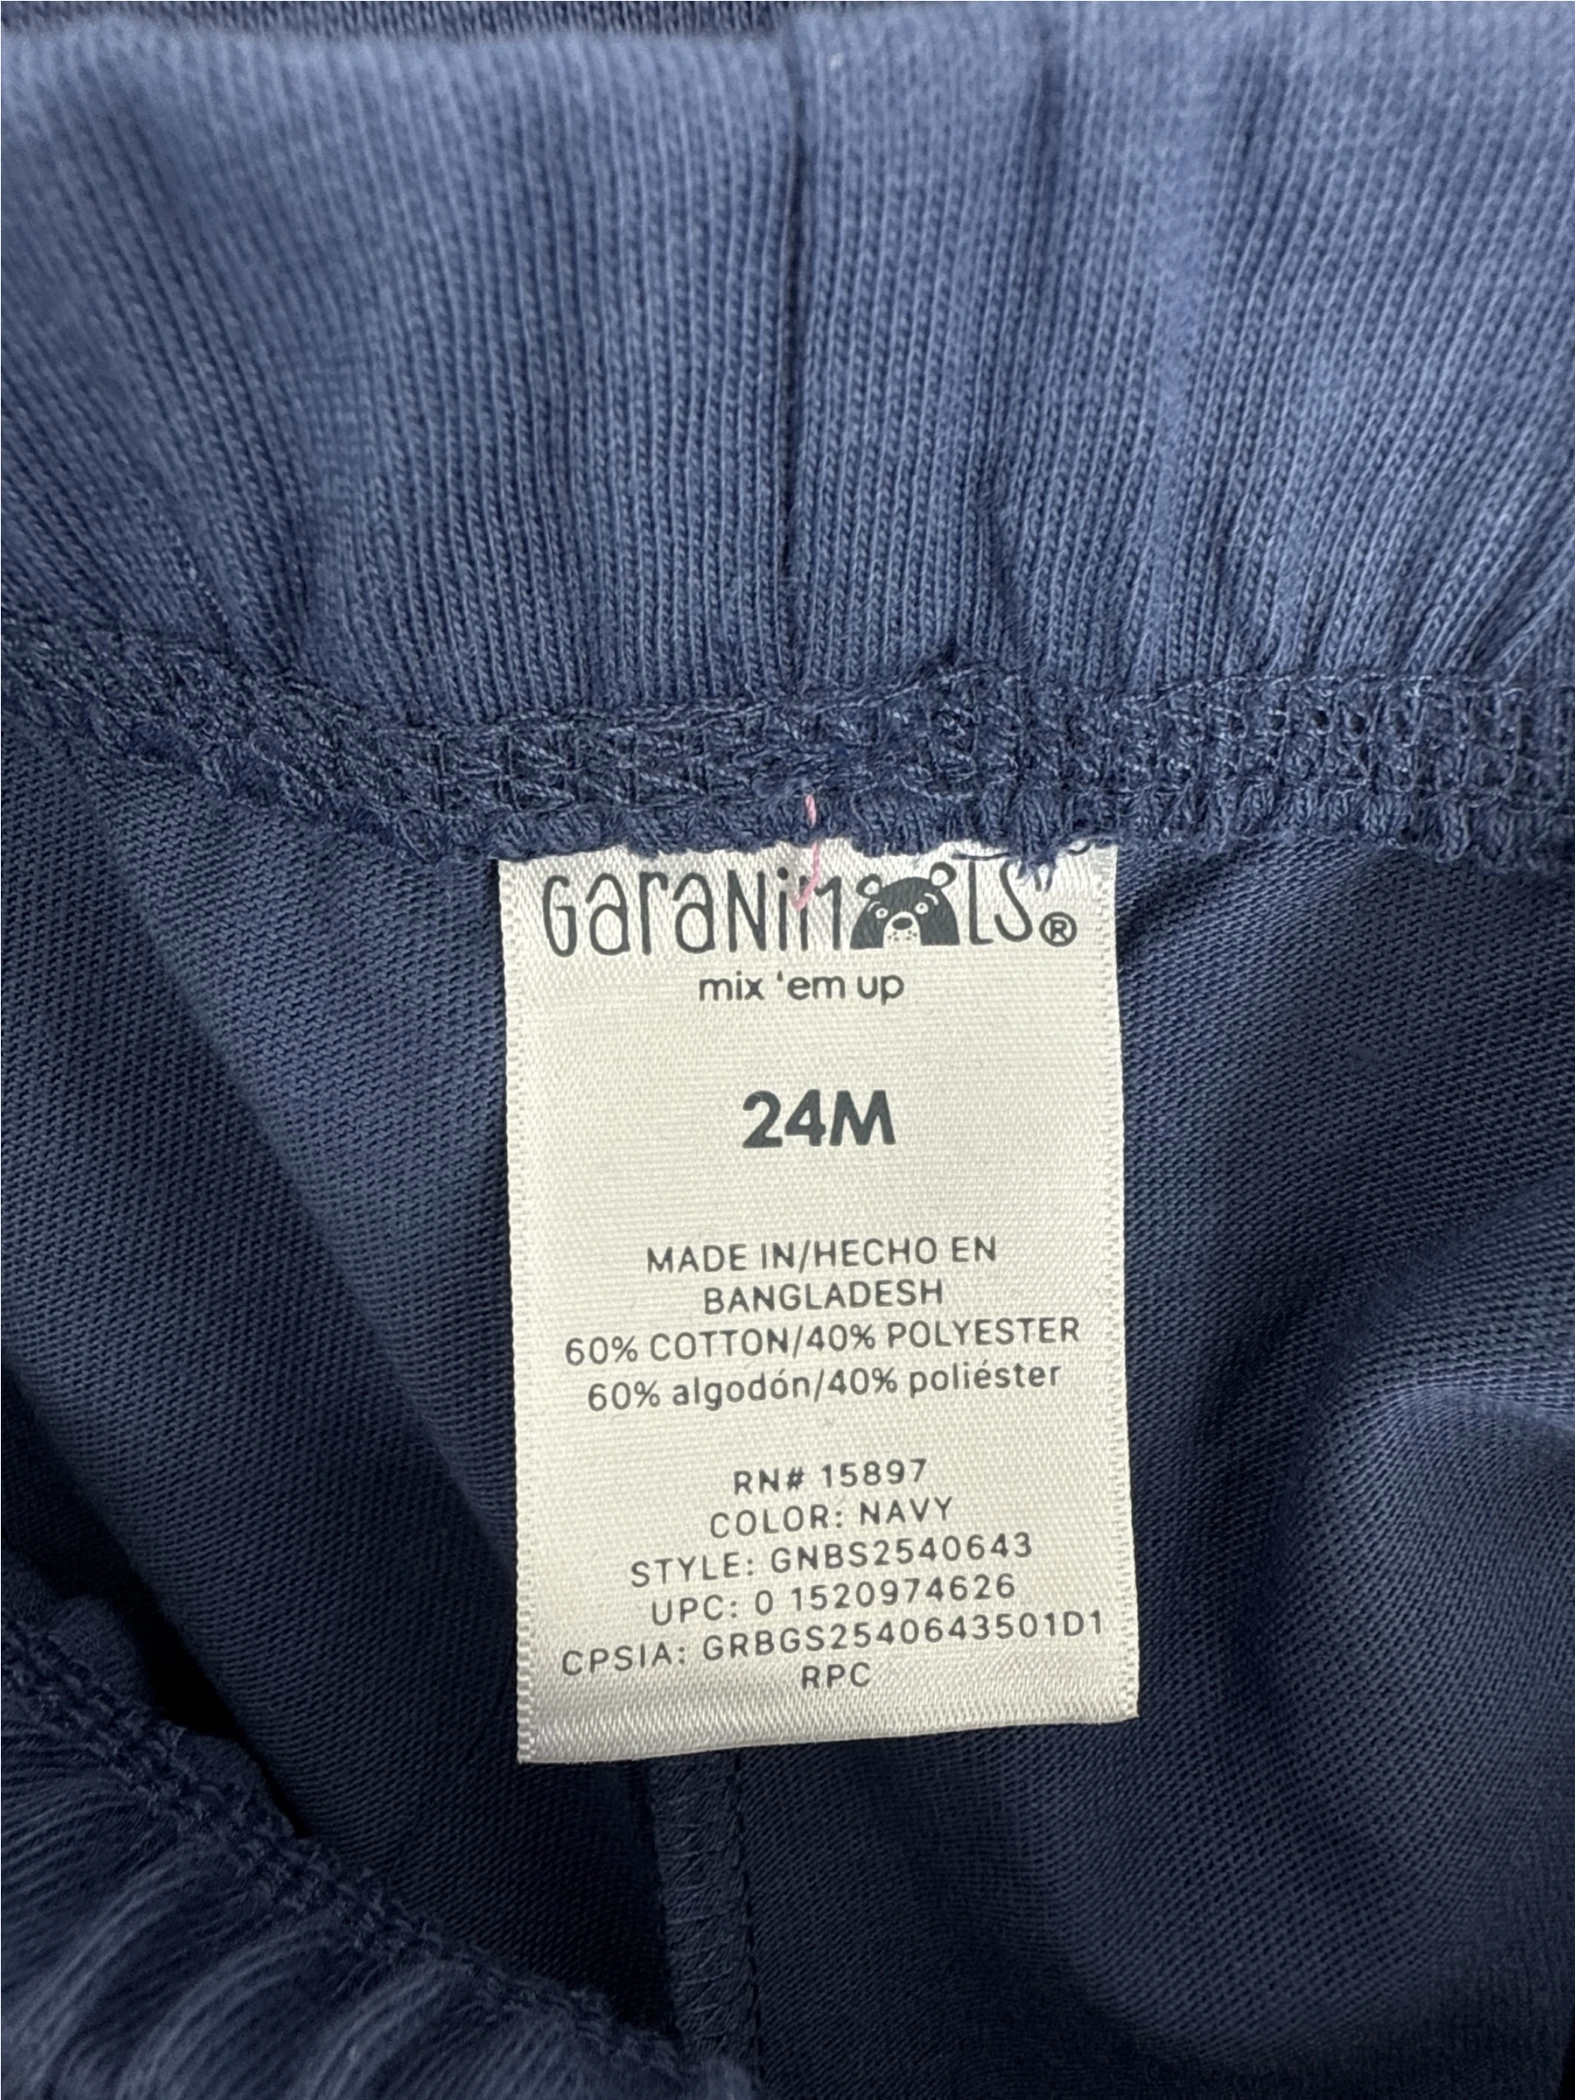 GaraNimaLS®
mix 'em up
24M
MADE IN/HECHO EN
BANGLADESH
60% COTTON/40% POLYESTER
60% algodón/40% poliéster
RN# 15897
COLOR: NAVY
STYLE: GNBS2540643
UPC: 0 1520974626
CPSIA: GRBGS2540643501D1
RPC